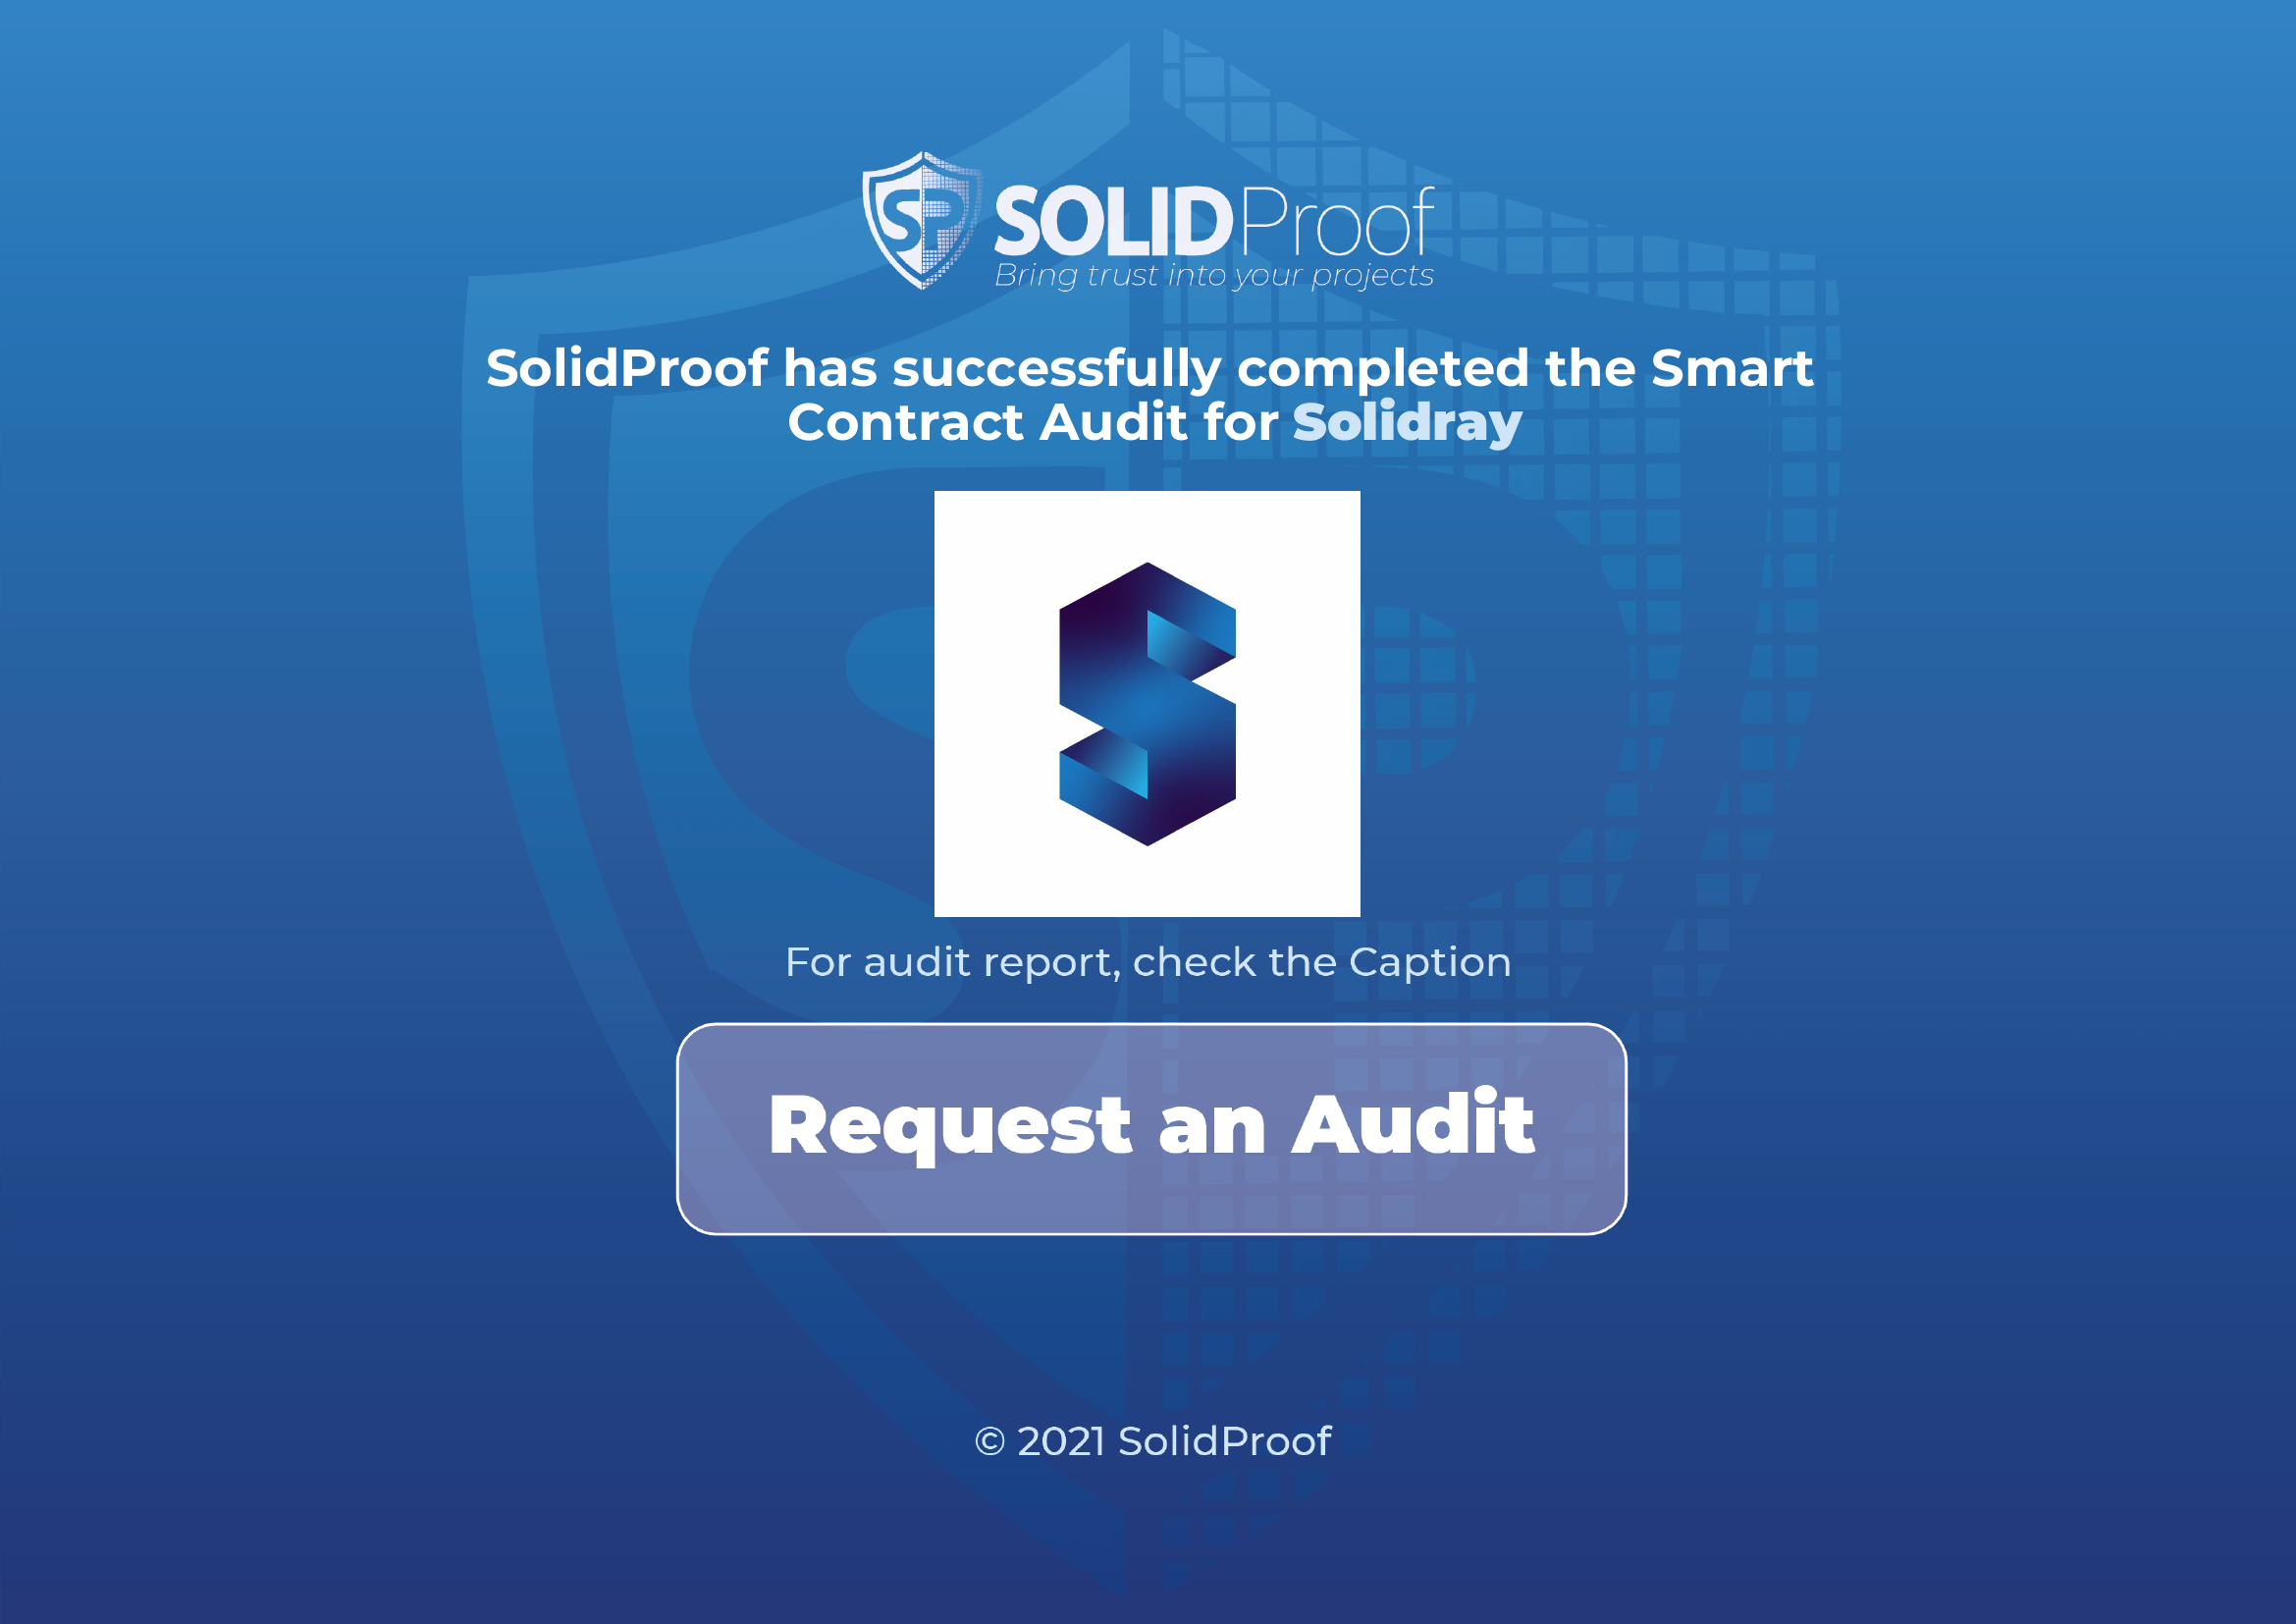 SP SOLIDProof
Bring trust into your projects
SolidProof has successfully completed the Smart
Contract Audit for Solidray
For audit report, check the Caption
Request an Audit
© 2021 SolidProof